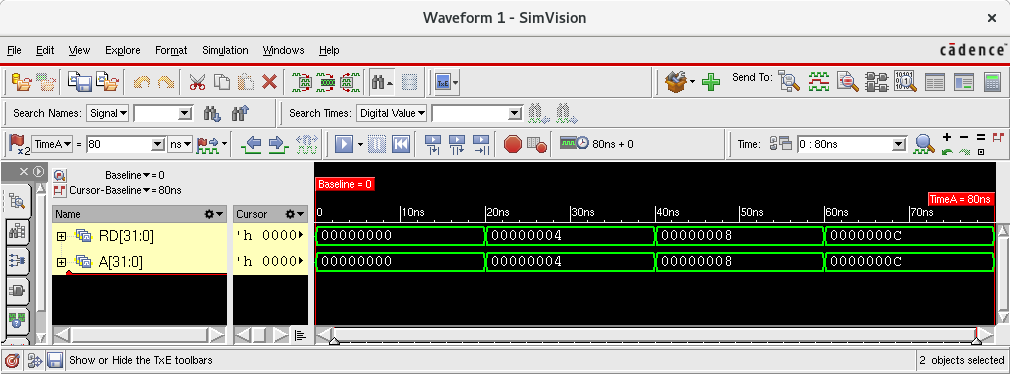 Waveform 1 - SimVision
File Edit View Explore Format Simulation Windows Help cādence
TxE Send To:
Search Names: Signal Search Times: Digital Value
x2 TimeA = 80 ns 80ns + 0 Time: 0 : 80ns
Baseline = 0
Cursor-Baseline = 80ns
Baseline = 0
TimeA = 80ns
Name Cursor 0 10ns 20ns 30ns 40ns 50ns 60ns 70ns
RD[31:0] 'h 0000 00000000 00000004 00000008 0000000C
A[31:0] 'h 0000 00000000 00000004 00000008 0000000C
Show or Hide the TxE toolbars 2 objects selected